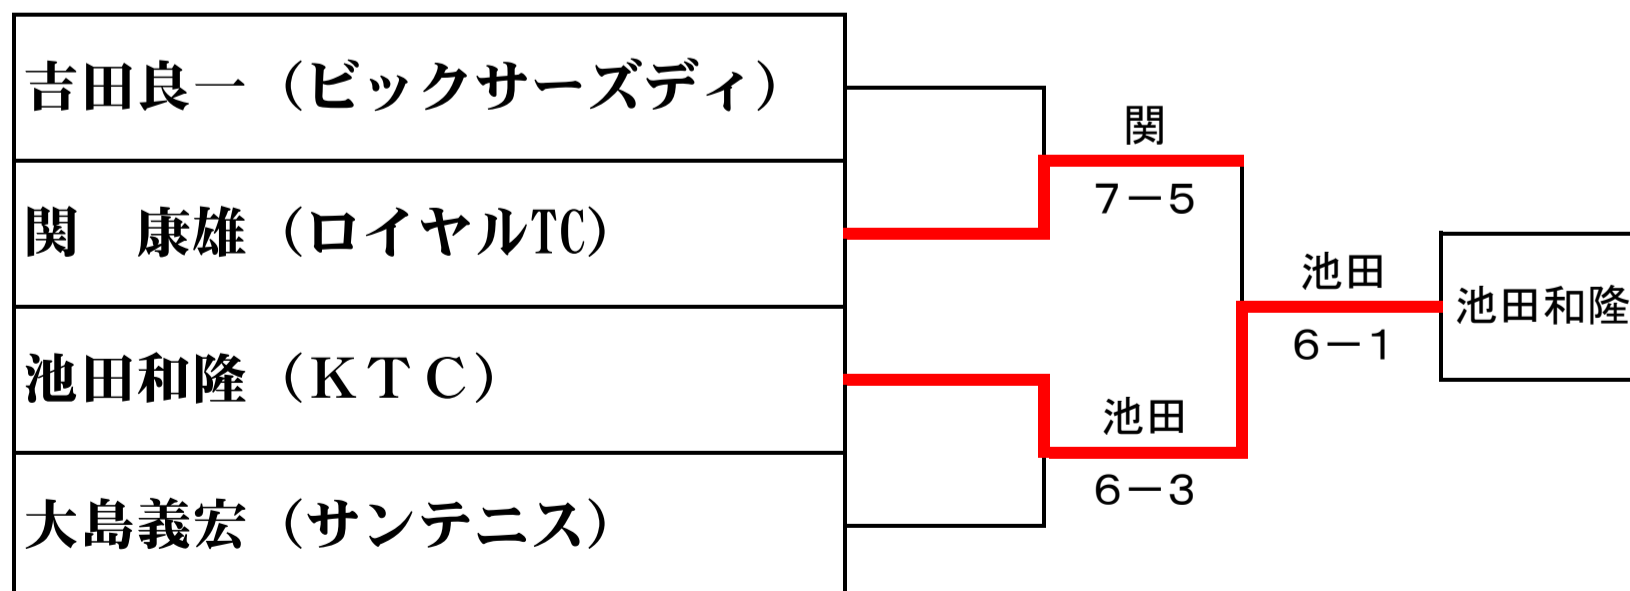 吉田良一（ビックサーズディ）
関　康雄（ロイヤルTC）
池田和隆（ＫＴＣ）
大島義宏（サンテニス）
関
７－５
池田
６－３
池田
６－１
池田和隆